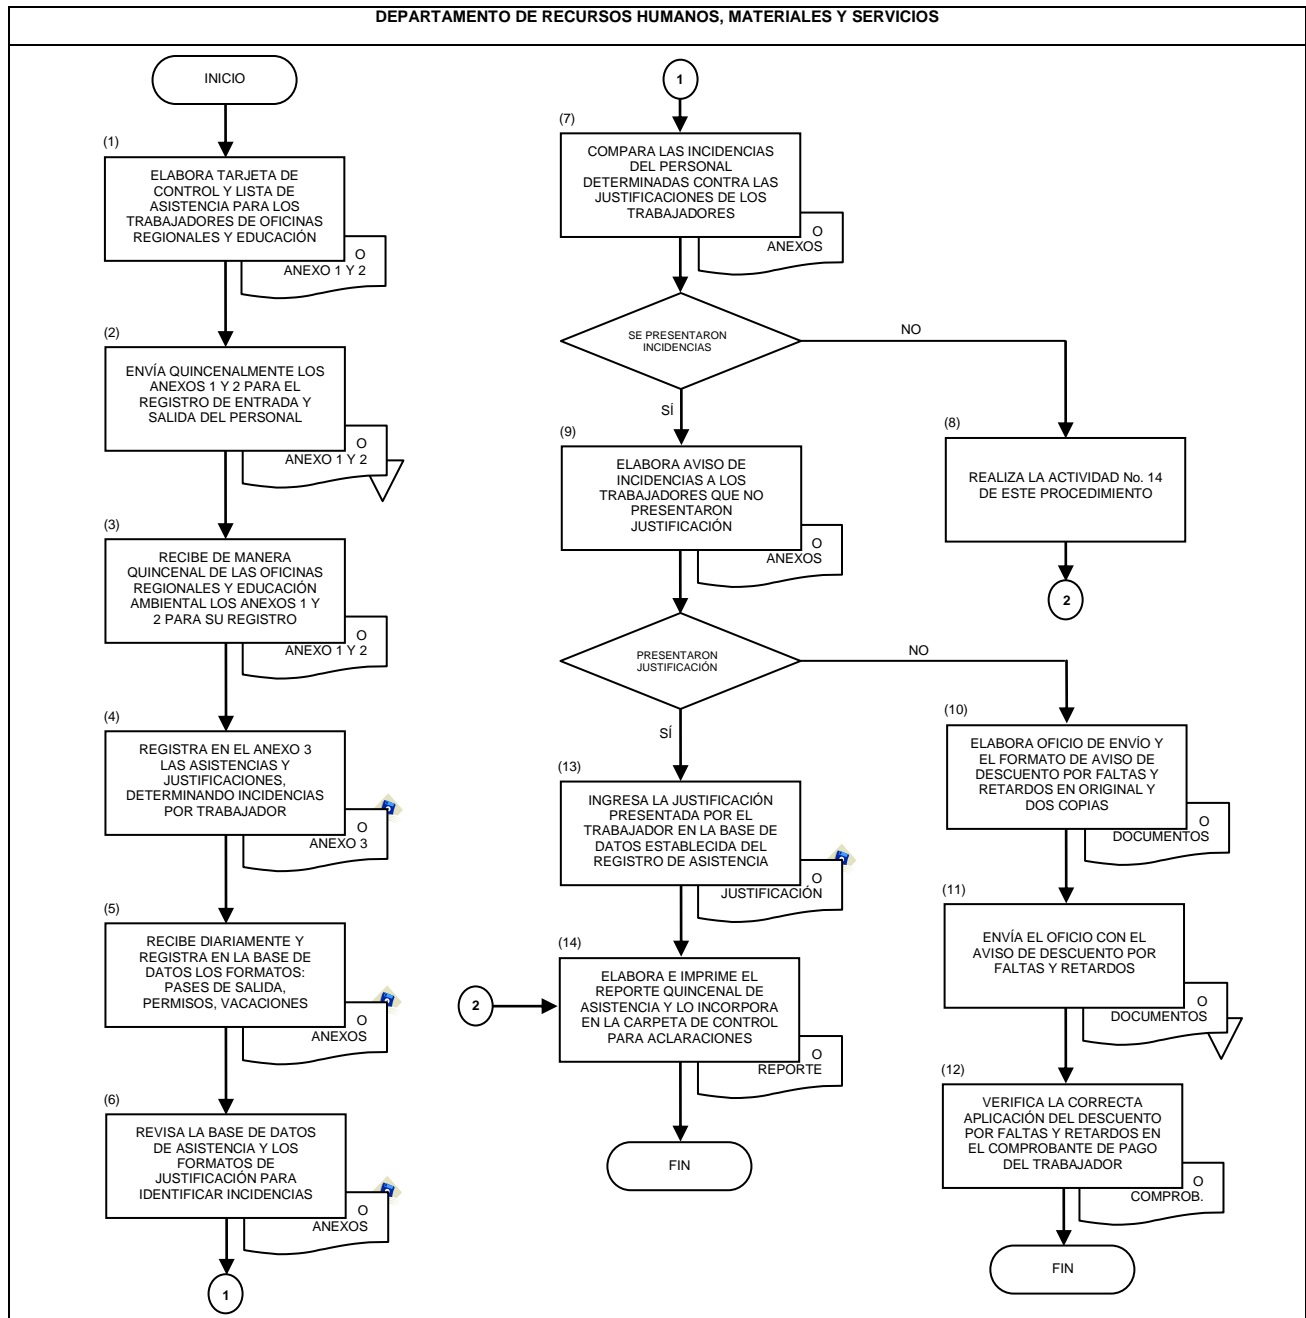 DEPARTAMENTO DE RECURSOS HUMANOS, MATERIALES Y SERVICIOS
INICIO
(1)
ELABORA TARJETA DE
CONTROL Y LISTA DE
ASISTENCIA PARA LOS
TRABAJADORES DE OFICINAS
REGIONALES Y EDUCACIÓN
O
ANEXO 1 Y 2
(2)
ENVÍA QUINCENALMENTE LOS
ANEXOS 1 Y 2 PARA EL
REGISTRO DE ENTRADA Y
SALIDA DEL PERSONAL
O
ANEXO 1 Y 2
(3)
RECIBE DE MANERA
QUINCENAL DE LAS OFICINAS
REGIONALES Y EDUCACIÓN
AMBIENTAL LOS ANEXOS 1 Y
2 PARA SU REGISTRO
O
ANEXO 1 Y 2
(4)
REGISTRA EN EL ANEXO 3
LAS ASISTENCIAS Y
JUSTIFICACIONES,
DETERMINANDO INCIDENCIAS
POR TRABAJADOR
O
ANEXO 3
(5)
RECIBE DIARIAMENTE Y
REGISTRA EN LA BASE DE
DATOS LOS FORMATOS:
PASES DE SALIDA,
PERMISOS, VACACIONES
O
ANEXOS
(6)
REVISA LA BASE DE DATOS
DE ASISTENCIA Y LOS
FORMATOS DE
JUSTIFICACIÓN PARA
IDENTIFICAR INCIDENCIAS
O
ANEXOS
1
1
(7)
COMPARA LAS INCIDENCIAS
DEL PERSONAL
DETERMINADAS CONTRA LAS
JUSTIFICACIONES DE LOS
TRABAJADORES
O
ANEXOS
SE PRESENTARON
INCIDENCIAS
NO
SÍ
(8)
REALIZA LA ACTIVIDAD No. 14
DE ESTE PROCEDIMIENTO
2
(9)
ELABORA AVISO DE
INCIDENCIAS A LOS
TRABAJADORES QUE NO
PRESENTARON
JUSTIFICACIÓN
O
ANEXOS
PRESENTARON
JUSTIFICACIÓN
NO
SÍ
(10)
ELABORA OFICIO DE ENVÍO Y
EL FORMATO DE AVISO DE
DESCUENTO POR FALTAS Y
RETARDOS EN ORIGINAL Y
DOS COPIAS
O
DOCUMENTOS
(11)
ENVÍA EL OFICIO CON EL
AVISO DE DESCUENTO POR
FALTAS Y RETARDOS
O
DOCUMENTOS
(12)
VERIFICA LA CORRECTA
APLICACIÓN DEL DESCUENTO
POR FALTAS Y RETARDOS EN
EL COMPROBANTE DE PAGO
DEL TRABAJADOR
O
COMPROB.
FIN
(13)
INGRESA LA JUSTIFICACIÓN
PRESENTADA POR EL
TRABAJADOR EN LA BASE DE
DATOS ESTABLECIDA DEL
REGISTRO DE ASISTENCIA
O
JUSTIFICACIÓN
(14)
2
ELABORA E IMPRIME EL
REPORTE QUINCENAL DE
ASISTENCIA Y LO INCORPORA
EN LA CARPETA DE CONTROL
PARA ACLARACIONES
O
REPORTE
FIN